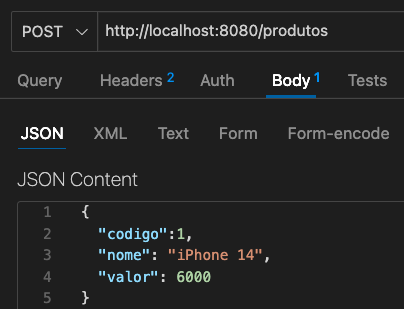 POST http://localhost:8080/produtos
Query Headers 2 Auth Body 1 Tests
JSON XML Text Form Form-encode
JSON Content
1 {
2 "codigo":1,
3 "nome": "iPhone 14",
4 "valor": 6000
5 }